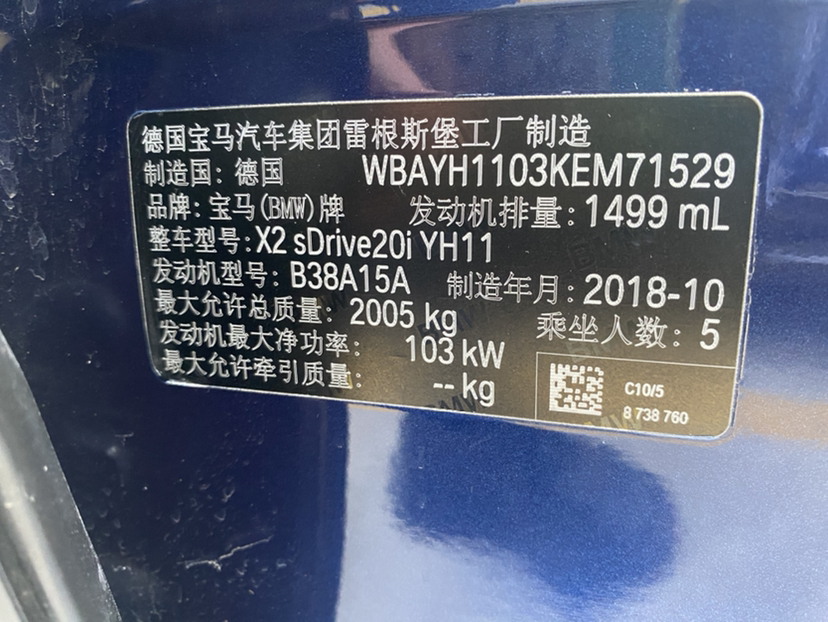 德国宝马汽车集团雷根斯堡工厂制造
制造国: 德国 WBAYH1103KEM71529
品牌: 宝马(BMW)牌 发动机排量: 1499 mL
整车型号: X2 sDrive20i YH11
发动机型号: B38A15A 制造年月: 2018-10
最大允许总质量: 2005 kg 乘坐人数: 5
发动机最大净功率: 103 kW
最大允许牵引质量: -- kg
C10/5
8 738 760